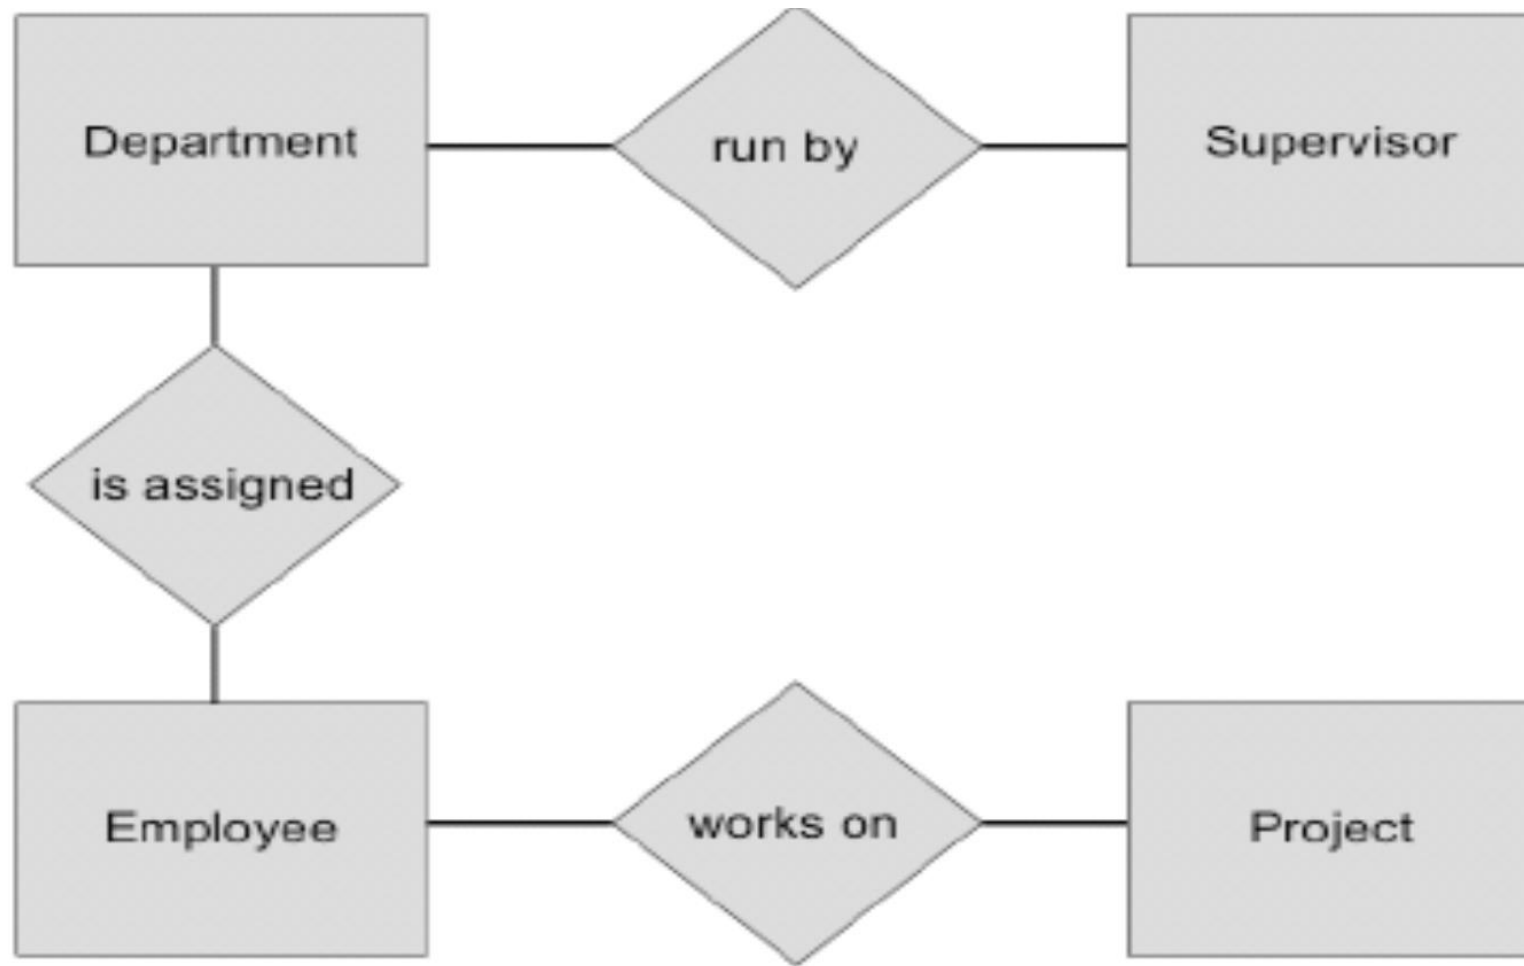 Department
run by
Supervisor
is assigned
Employee
works on
Project